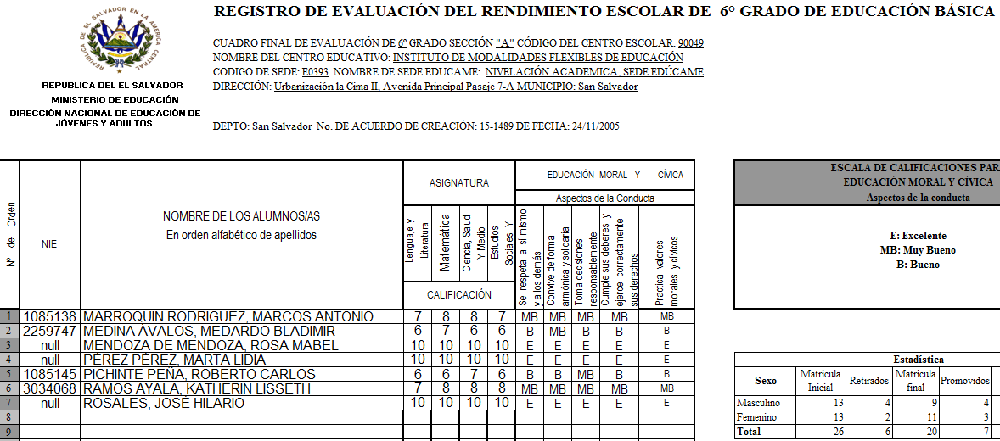 REGISTRO DE EVALUACIÓN DEL RENDIMIENTO ESCOLAR DE 6° GRADO DE EDUCACIÓN BÁSICA
REPUBLICA DE EL SALVADOR EN LA AMERICA CENTRAL
REPUBLICA DEL EL SALVADOR
MINISTERIO DE EDUCACIÓN
DIRECCIÓN NACIONAL DE EDUCACIÓN DE
JÓVENES Y ADULTOS
CUADRO FINAL DE EVALUACIÓN DE 6° GRADO SECCIÓN "A" CÓDIGO DEL CENTRO ESCOLAR: 90049
NOMBRE DEL CENTRO EDUCATIVO: INSTITUTO DE MODALIDADES FLEXIBLES DE EDUCACIÓN
CODIGO DE SEDE: E0393 NOMBRE DE SEDE EDUCAME: NIVELACIÓN ACADEMICA, SEDE EDÚCAME
DIRECCIÓN: Urbanización la Cima II, Avenida Principal Pasaje 7-A MUNICIPIO: San Salvador
DEPTO: San Salvador No. DE ACUERDO DE CREACIÓN: 15-1489 DE FECHA: 24/11/2005
N° de Orden
NIE
NOMBRE DE LOS ALUMNOS/AS
En orden alfabético de apellidos
ASIGNATURA
Lenguaje y
Literatura
Matemática
Ciencia, Salud
Y Medio
Estudios
Sociales Y
CALIFICACIÓN
EDUCACIÓN MORAL Y CÍVICA
Aspectos de la Conducta
Se respeta a sí mismo
y a los demás
Convive de forma
armónica y solidaria
Toma decisiones
responsablemente
Cumple sus deberes y
ejerce correctamente
sus derechos
Practica valores
morales y cívicos
1 1085138 MARROQUÍN RODRÍGUEZ, MARCOS ANTONIO 7 8 8 7 MB MB MB MB MB
2 2259747 MEDINA ÁVALOS, MEDARDO BLADIMIR 6 7 6 6 B MB B B B
3 null MENDOZA DE MENDOZA, ROSA MABEL 10 10 10 10 E E E E E
4 null PÉREZ PÉREZ, MARTA LIDIA 10 10 10 10 E E E E E
5 1085145 PICHINTE PEÑA, ROBERTO CARLOS 6 6 7 6 B B MB B B
6 3034068 RAMOS AYALA, KATHERIN LISSETH 7 8 8 8 MB MB MB MB MB
7 null ROSALES, JOSÉ HILARIO 10 10 10 10 E E E E E
8
9
ESCALA DE CALIFICACIONES PAR
EDUCACIÓN MORAL Y CÍVICA
Aspectos de la conducta
E: Excelente
MB: Muy Bueno
B: Bueno
Estadística
Sexo Matricula Inicial Retirados Matricula final Promovidos
Masculino 13 4 9 4
Femenino 13 2 11 3
Total 26 6 20 7